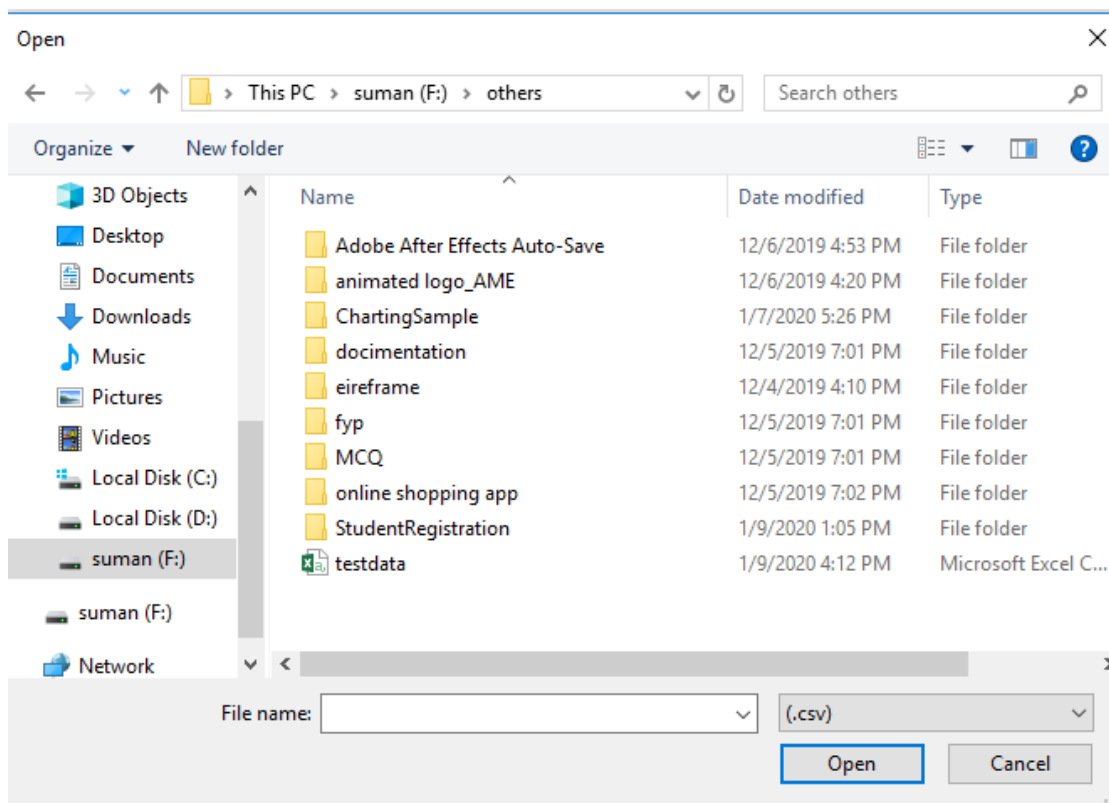 Open
This PC > suman (F:) > others
Search others
Organize
New folder
?
3D Objects
Desktop
Documents
Downloads
Music
Pictures
Videos
Local Disk (C:)
Local Disk (D:)
suman (F:)
suman (F:)
Network
Name Date modified Type
Adobe After Effects Auto-Save 12/6/2019 4:53 PM File folder
animated logo_AME 12/6/2019 4:20 PM File folder
ChartingSample 1/7/2020 5:26 PM File folder
docimentation 12/5/2019 7:01 PM File folder
eireframe 12/4/2019 4:10 PM File folder
fyp 12/5/2019 7:01 PM File folder
MCQ 12/5/2019 7:01 PM File folder
online shopping app 12/5/2019 7:02 PM File folder
StudentRegistration 1/9/2020 1:05 PM File folder
testdata 1/9/2020 4:12 PM Microsoft Excel C...
File name: (.csv)
Open Cancel